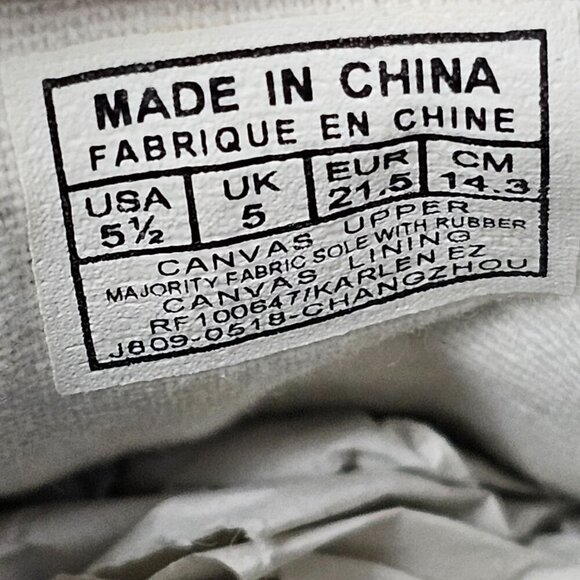 MADE IN CHINA
FABRIQUE EN CHINE
USA UK EUR CM
5½ 5 21.5 14.3
CANVAS UPPER
MAJORITY FABRIC SOLE WITH RUBBER
CANVAS LINING
RF100647/KARLEN EZ
J809-0518-CHANGZHOU